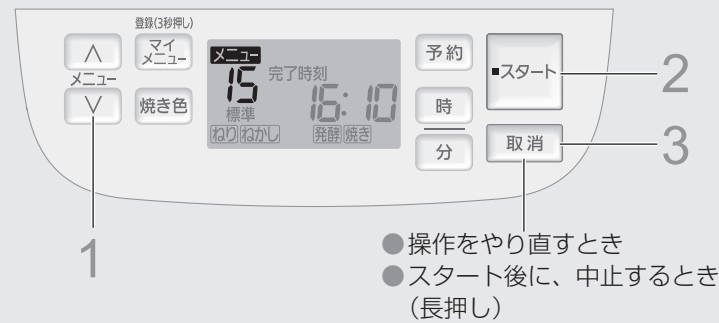 登録(3秒押し)
マイ
メニュー
メニュー
焼き色
メニュー
15
完了時刻
16:10
標準
ねり ねかし 発酵 焼き
予約
時
分
■スタート
取消
1
2
3
●操作をやり直すとき
●スタート後に、中止するとき
(長押し)